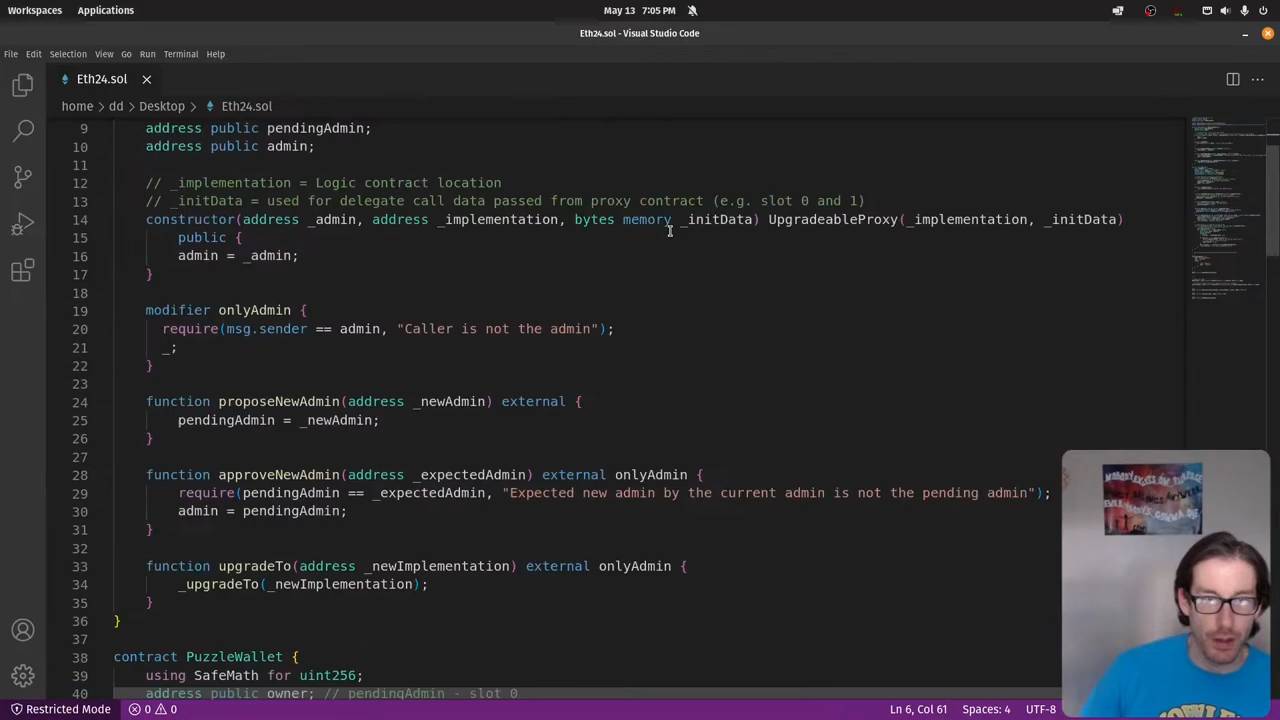 Workspaces Applications May 13 7:05 PM
Eth24.sol - Visual Studio Code
File Edit Selection View Go Run Terminal Help
Eth24.sol
home > dd > Desktop > Eth24.sol
9 address public pendingAdmin;
10 address public admin;
11
12 // _implementation = Logic contract location
13 // _initData = used for delegate call data papsed from proxy contract (e.g. slot 0 and 1)
14 constructor(address _admin, address _implementation, bytes memory _initData) UpgradeableProxy(_implementation, _initData)
15 public {
16 admin = _admin;
17 }
18
19 modifier onlyAdmin {
20 require(msg.sender == admin, "Caller is not the admin");
21 _;
22 }
23
24 function proposeNewAdmin(address _newAdmin) external {
25 pendingAdmin = _newAdmin;
26 }
27
28 function approveNewAdmin(address _expectedAdmin) external onlyAdmin {
29 require(pendingAdmin == _expectedAdmin, "Expected new admin by the current admin is not the pending admin");
30 admin = pendingAdmin;
31 }
32
33 function upgradeTo(address _newImplementation) external onlyAdmin {
34 _upgradeTo(_newImplementation);
35 }
36 }
37
38 contract PuzzleWallet {
39 using SafeMath for uint256;
40 address public owner; // pendingAdmin - slot 0
Restricted Mode 0 0 Ln 6, Col 61 Spaces: 4 UTF-8